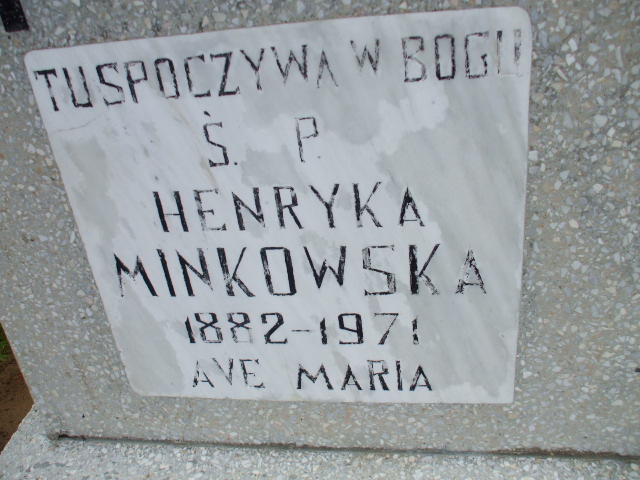 TU SPOCZYWA W BOGU
Ś. P.
HENRYKA
MINKOWSKA
1882-1971
AVE MARIA